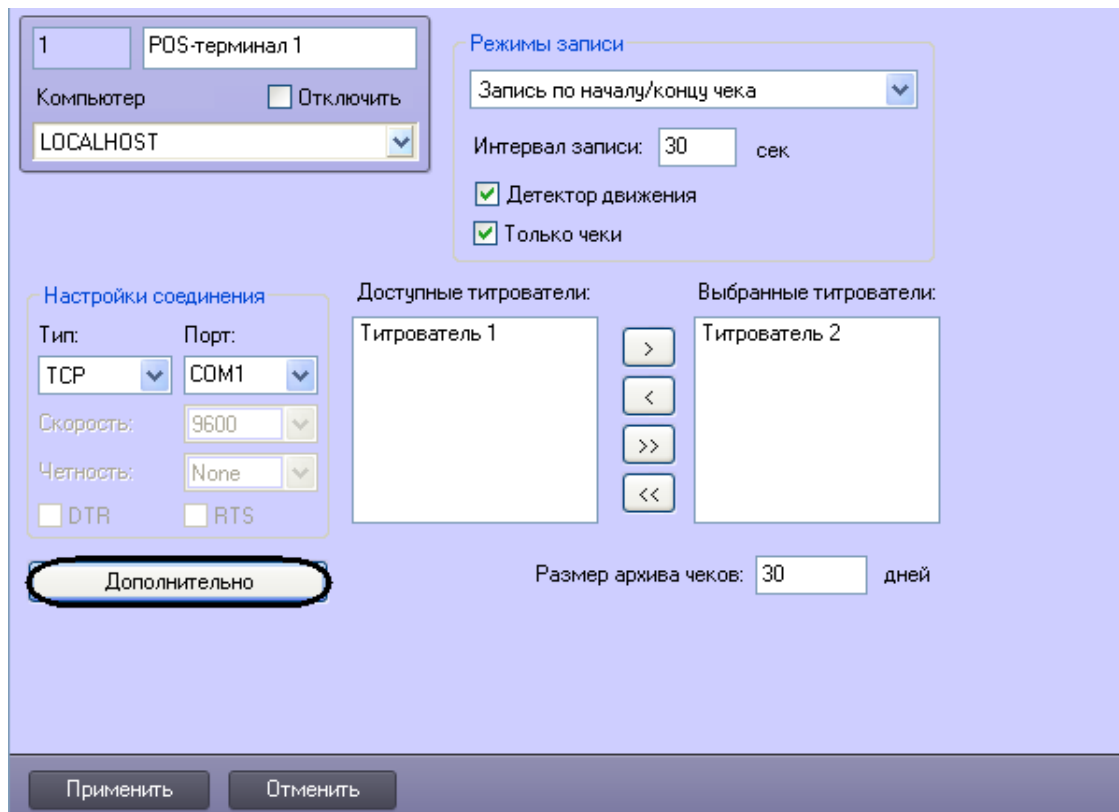 1
POS-терминал 1
Компьютер
Отключить
LOCALHOST
Режимы записи
Запись по началу/концу чека
Интервал записи: 30 сек
Детектор движения
Только чеки
Настройки соединения
Тип: Порт:
TCP COM1
Скорость: 9600
Четность: None
DTR RTS
Дополнительно
Доступные титрователи:
Титрователь 1
>
<
>>
<<
Выбранные титрователи:
Титрователь 2
Размер архива чеков: 30 дней
Применить Отменить